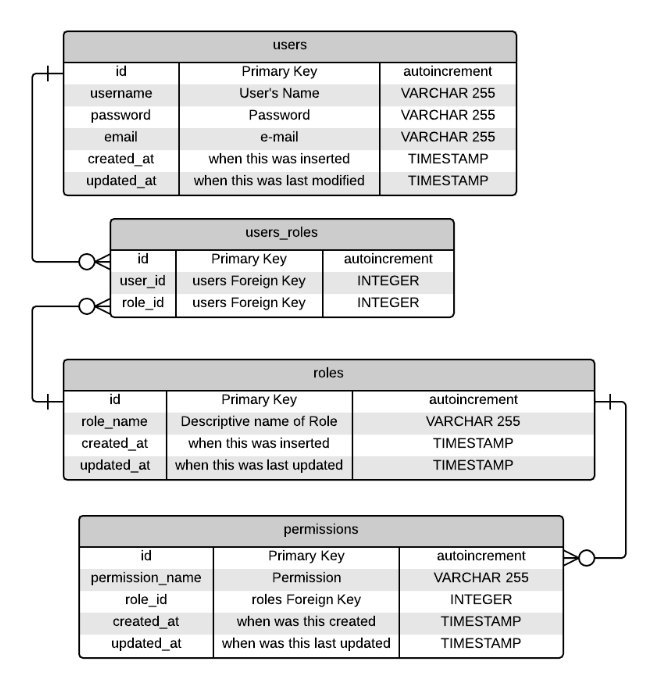 users
id Primary Key autoincrement
username User's Name VARCHAR 255
password Password VARCHAR 255
email e-mail VARCHAR 255
created_at when this was inserted TIMESTAMP
updated_at when this was last modified TIMESTAMP
users_roles
id Primary Key autoincrement
user_id users Foreign Key INTEGER
role_id users Foreign Key INTEGER
roles
id Primary Key autoincrement
role_name Descriptive name of Role VARCHAR 255
created_at when this was inserted TIMESTAMP
updated_at when this was last updated TIMESTAMP
permissions
id Primary Key autoincrement
permission_name Permission VARCHAR 255
role_id roles Foreign Key INTEGER
created_at when was this created TIMESTAMP
updated_at when was this last updated TIMESTAMP